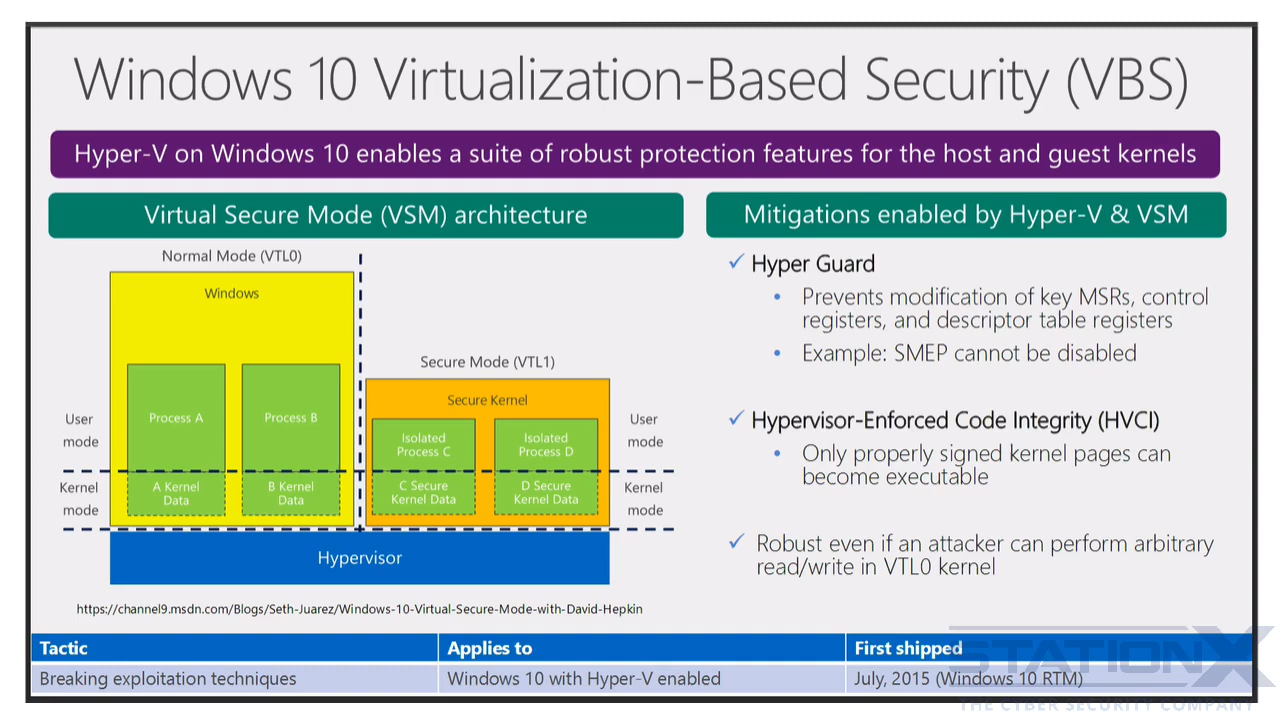 Windows 10 Virtualization-Based Security (VBS)
Hyper-V on Windows 10 enables a suite of robust protection features for the host and guest kernels
Virtual Secure Mode (VSM) architecture
Normal Mode (VTL0)
Windows
Secure Mode (VTL1)
Secure Kernel
Process A
Process B
Isolated
Process C
Isolated
Process D
User
mode
User
mode
A Kernel
Data
B Kernel
Data
C Secure
Kernel Data
D Secure
Kernel Data
Kernel
mode
Kernel
mode
Hypervisor
https://channel9.msdn.com/Blogs/Seth-Juarez/Windows-10-Virtual-Secure-Mode-with-David-Hepkin
Mitigations enabled by Hyper-V & VSM
✓ Hyper Guard
• Prevents modification of key MSRs, control
registers, and descriptor table registers
• Example: SMEP cannot be disabled
✓ Hypervisor-Enforced Code Integrity (HVCI)
• Only properly signed kernel pages can
become executable
✓ Robust even if an attacker can perform arbitrary
read/write in VTL0 kernel
Tactic Applies to First shipped
Breaking exploitation techniques Windows 10 with Hyper-V enabled July, 2015 (Windows 10 RTM)
STATIONX
THE CYBER SECURITY COMPANY